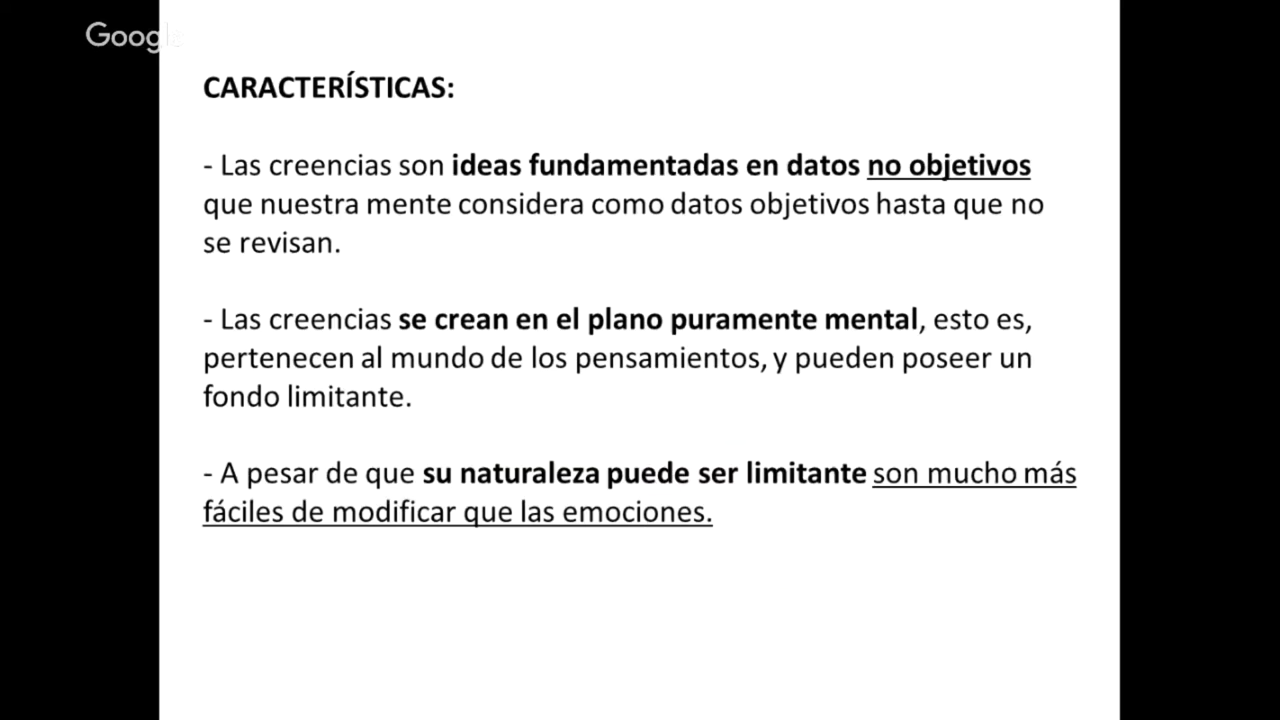 Google
CARACTERÍSTICAS:
- Las creencias son ideas fundamentadas en datos no objetivos
que nuestra mente considera como datos objetivos hasta que no
se revisan.
- Las creencias se crean en el plano puramente mental, esto es,
pertenecen al mundo de los pensamientos, y pueden poseer un
fondo limitante.
- A pesar de que su naturaleza puede ser limitante son mucho más
fáciles de modificar que las emociones.